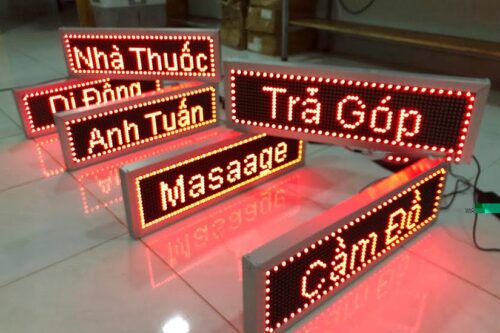 Nhà Thuốc
Di Động
Anh Tuấn
Trả Góp
Masaage
Cầm Đồ